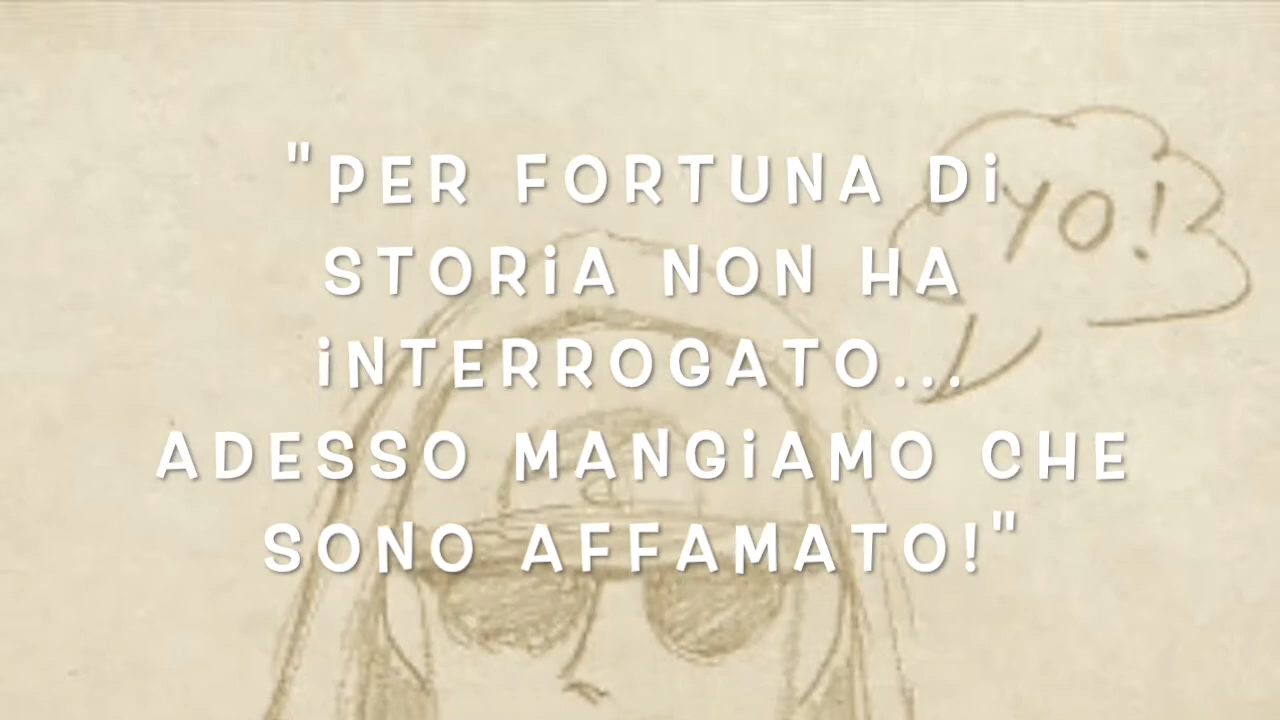 "PER FORTUNA Di
STORiA NON HA
iNTERROGATO...
ADESSO MANGiAMO CHE
SONO AFFAMATO!"
YO!